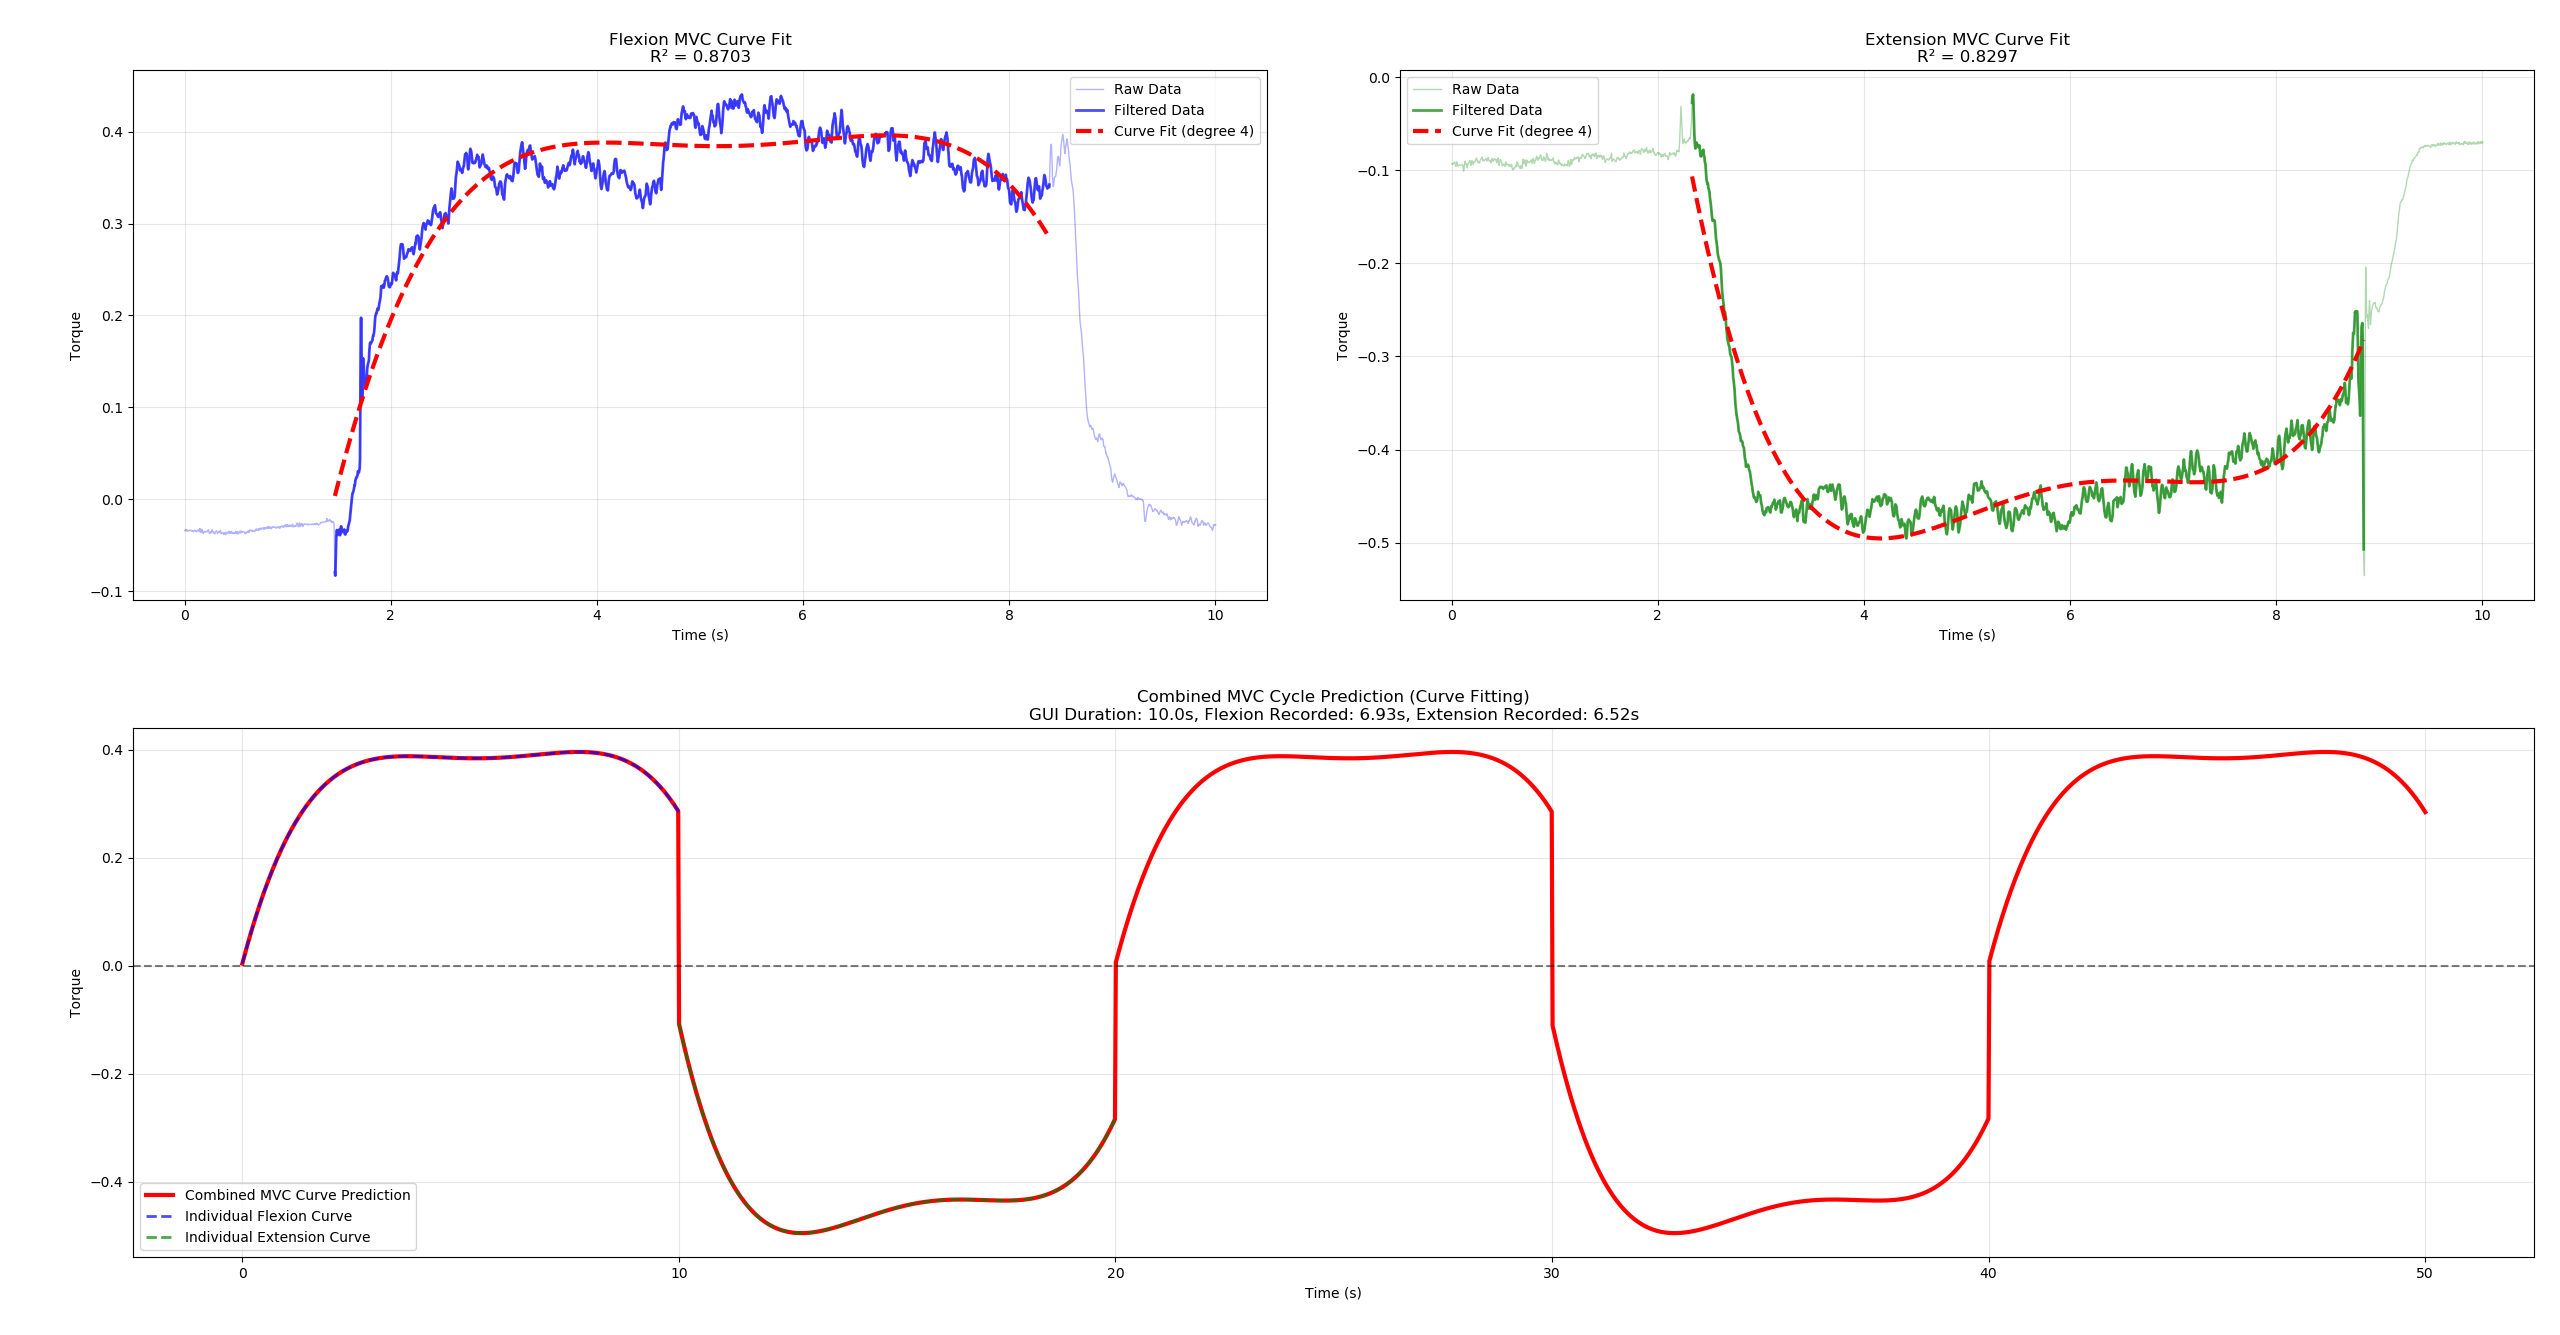 Flexion MVC Curve Fit
R² = 0.8703
Raw Data
Filtered Data
Curve Fit (degree 4)
Torque
0.4
0.3
0.2
0.1
0.0
−0.1
0 2 4 6 8 10
Time (s)
Extension MVC Curve Fit
R² = 0.8297
Raw Data
Filtered Data
Curve Fit (degree 4)
Torque
0.0
−0.1
−0.2
−0.3
−0.4
−0.5
0 2 4 6 8 10
Time (s)
Combined MVC Cycle Prediction (Curve Fitting)
GUI Duration: 10.0s, Flexion Recorded: 6.93s, Extension Recorded: 6.52s
Torque
0.4
0.2
0.0
−0.2
−0.4
Combined MVC Curve Prediction
Individual Flexion Curve
Individual Extension Curve
0 10 20 30 40 50
Time (s)